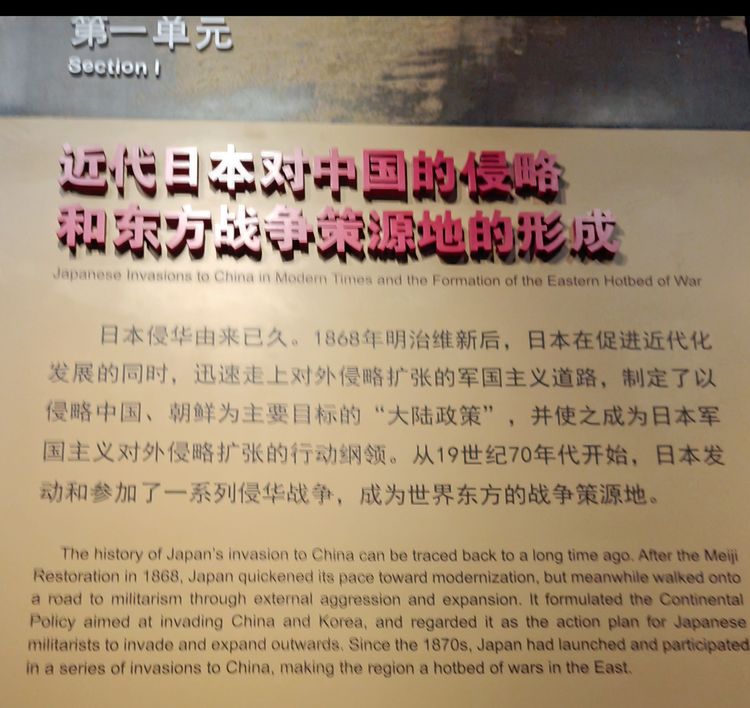 第一单元
Section I
近代日本对中国的侵略
和东方战争策源地的形成
Japanese Invasions to China in Modern Times and the Formation of the Eastern Hotbed of War
日本侵华由来已久。1868年明治维新后，日本在促进近代化
发展的同时，迅速走上对外侵略扩张的军国主义道路，制定了以
侵略中国、朝鲜为主要目标的“大陆政策”，并使之成为日本军
国主义对外侵略扩张的行动纲领。从19世纪70年代开始，日本发
动和参加了一系列侵华战争，成为世界东方的战争策源地。
The history of Japan's invasion to China can be traced back to a long time ago. After the Meiji
Restoration in 1868, Japan quickened its pace toward modernization, but meanwhile walked onto
a road to militarism through external aggression and expansion. It formulated the Continental
Policy aimed at invading China and Korea, and regarded it as the action plan for Japanese
militarists to invade and expand outwards. Since the 1870s, Japan had launched and participated
in a series of invasions to China, making the region a hotbed of wars in the East.